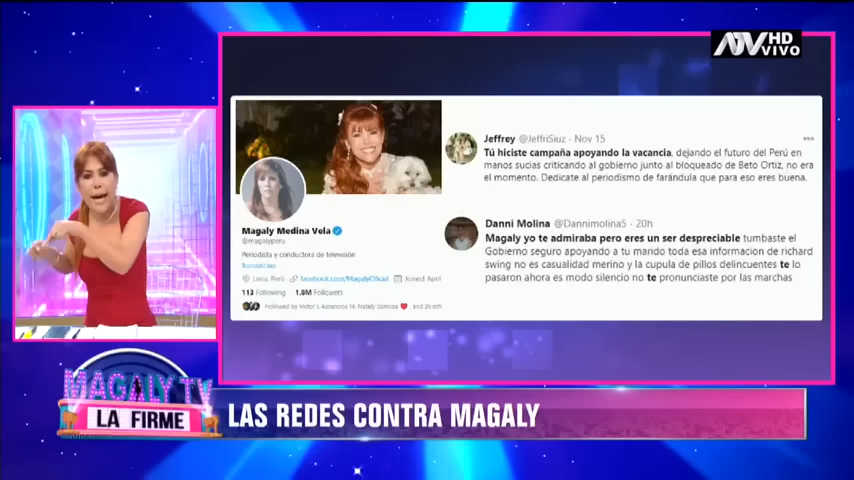 ATV HD
VIVO
Jeffrey @JeffriSiuz · Nov 15
Tú hiciste campaña apoyando la vacancia, dejando el futuro del Perú en
manos sucias criticando al gobierno junto al bloqueado de Beto Ortiz, no era
el momento. Dedicate al periodismo de farándula que para eso eres buena.
Magaly Medina Vela
@magalyperu
Periodista y conductora de televisión
Lima, Perú facebook.com/MagalyOficial Joined April
113 Following 1.8M Followers
Followed by Victor
Danni Molina @Dannimolina5 · 20h
Magaly yo te admiraba pero eres un ser despreciable tumbaste el
Gobierno seguro apoyando a tu marido toda esa informacion de richard
swing no es casualidad merino y la cupula de pillos delincuentes te lo
pasaron ahora es modo silencio no te pronunciaste por las marchas
MAGALY TV
LA FIRME
LAS REDES CONTRA MAGALY